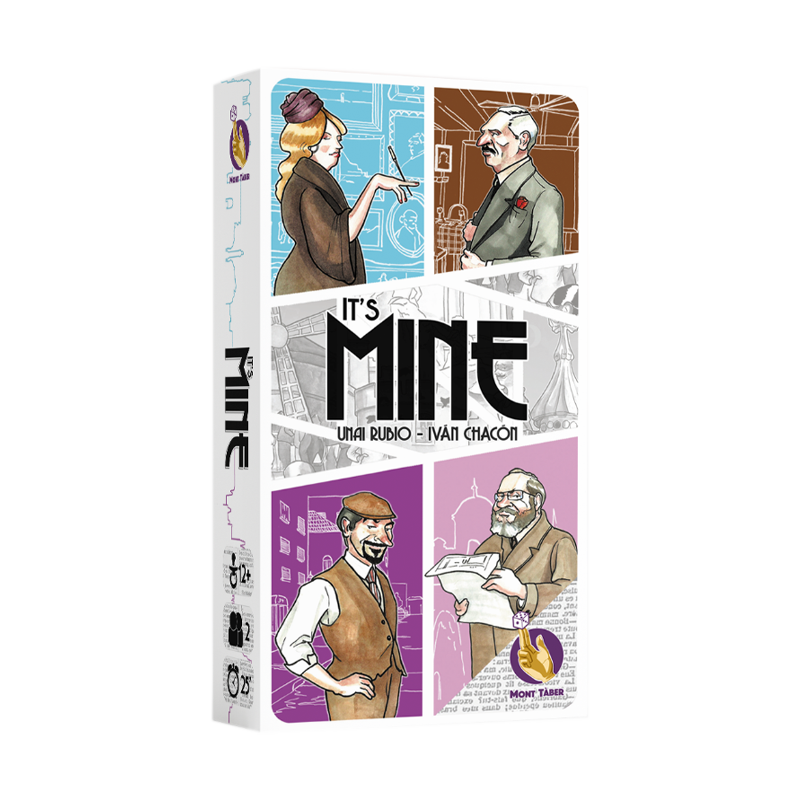 MONT TÀBER
IT'S
MINE
12+
2
25'
IT'S
MINE
UNAI RUBIO - IVÁN CHACÓN
MONT TÀBER